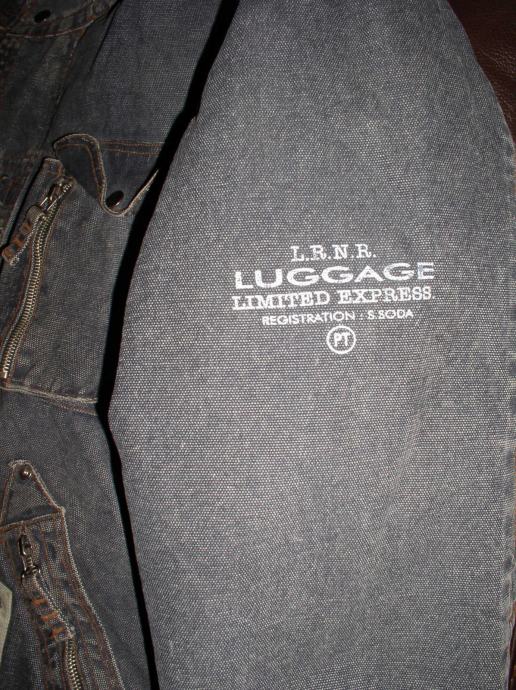 L.R.N.R.
LUGGAGE
LIMITED EXPRESS.
REGISTRATION : S.SODA
PT